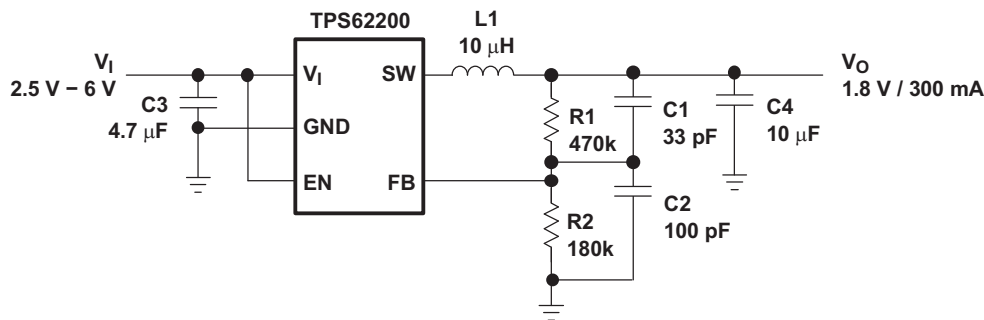 TPS62200
V_I
2.5 V – 6 V
C3
4.7 μF
V_I
GND
EN
SW
FB
L1
10 μH
R1
470k
R2
180k
C1
33 pF
C2
100 pF
C4
10 μF
V_O
1.8 V / 300 mA